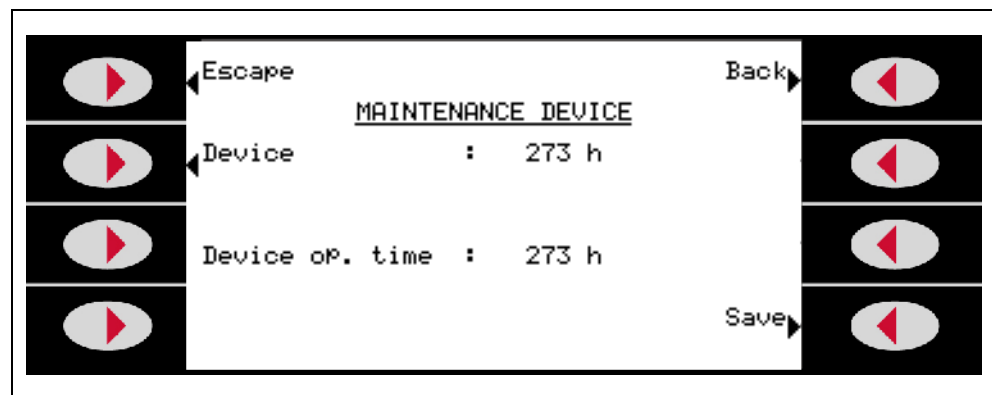 Escape Back
MAINTENANCE DEVICE
Device : 273 h
Device op. time : 273 h
Save